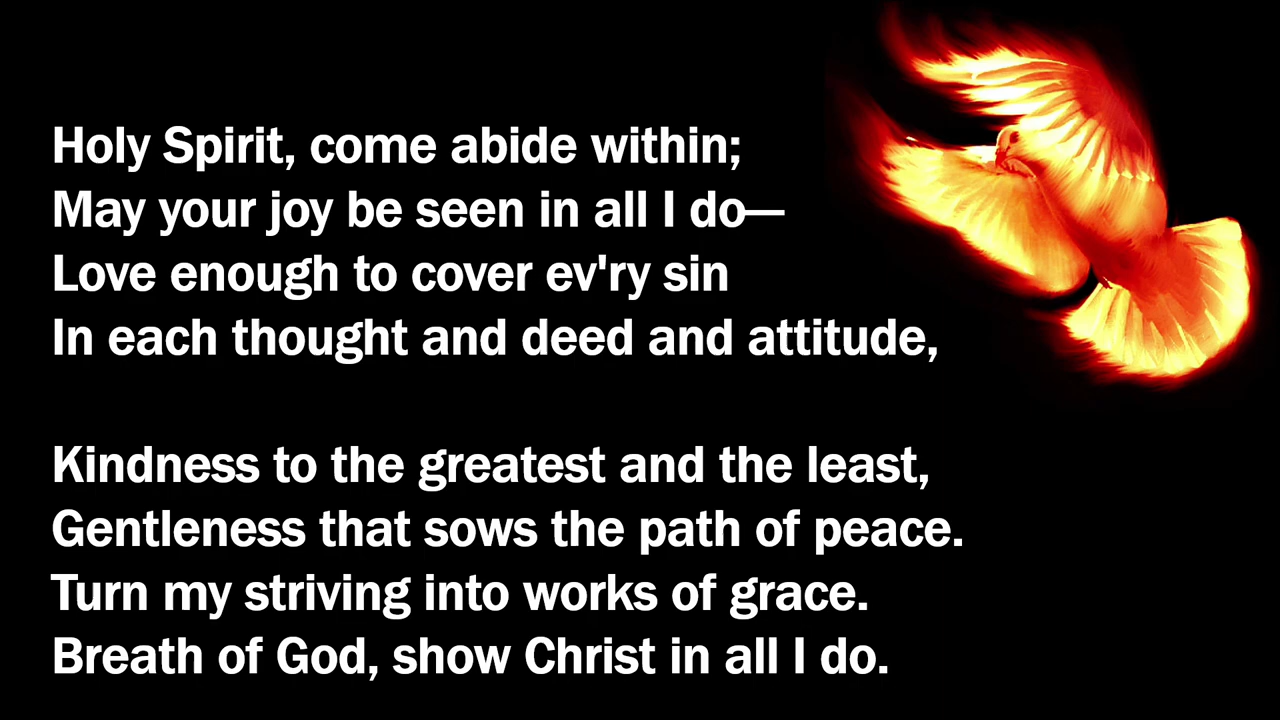 Holy Spirit, come abide within;
May your joy be seen in all I do—
Love enough to cover ev'ry sin
In each thought and deed and attitude,
Kindness to the greatest and the least,
Gentleness that sows the path of peace.
Turn my striving into works of grace.
Breath of God, show Christ in all I do.